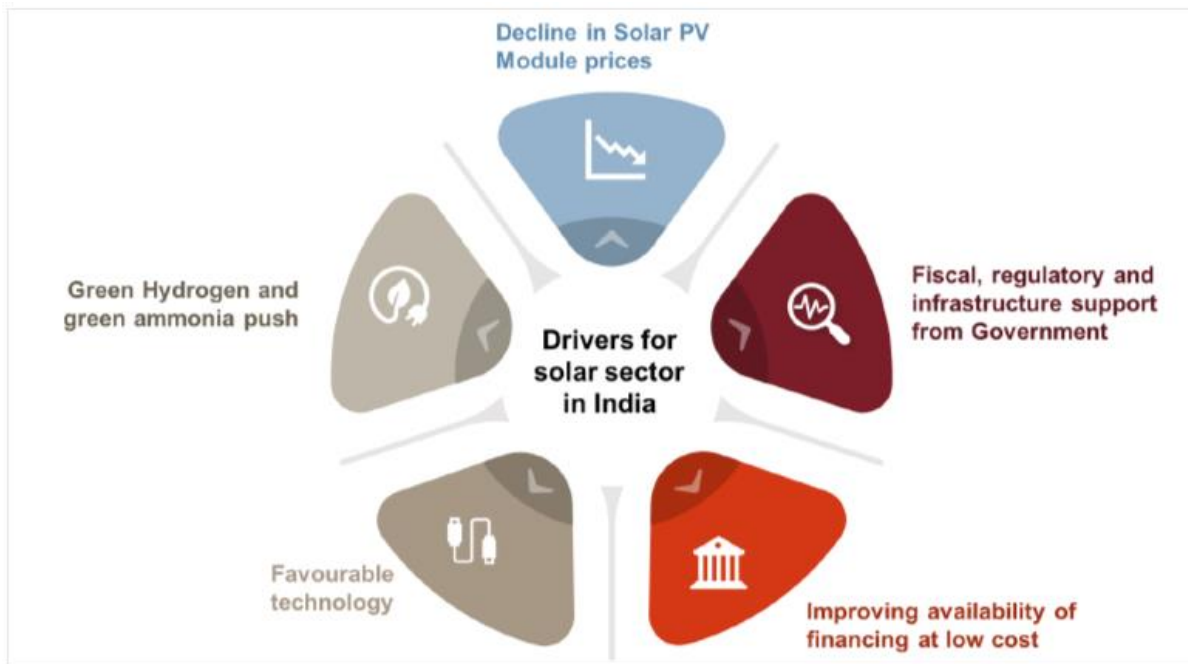 Decline in Solar PV
Module prices
Fiscal, regulatory and
infrastructure support
from Government
Improving availability of
financing at low cost
Favourable
technology
Green Hydrogen and
green ammonia push
Drivers for
solar sector
in India